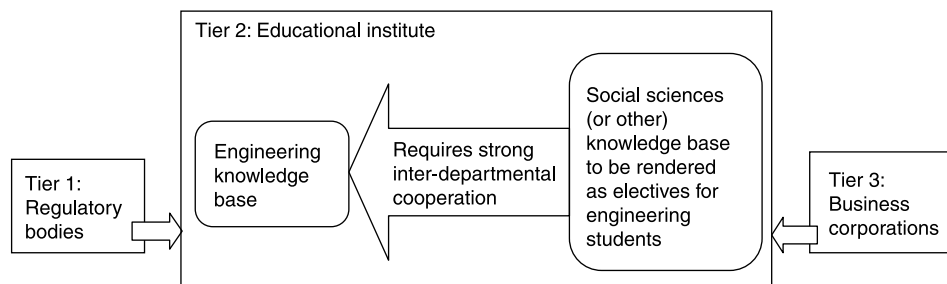 Tier 2: Educational institute
Tier 1:
Regulatory
bodies
Engineering
knowledge
base
Requires strong
inter-departmental
cooperation
Social sciences
(or other)
knowledge base
to be rendered
as electives for
engineering
students
Tier 3:
Business
corporations